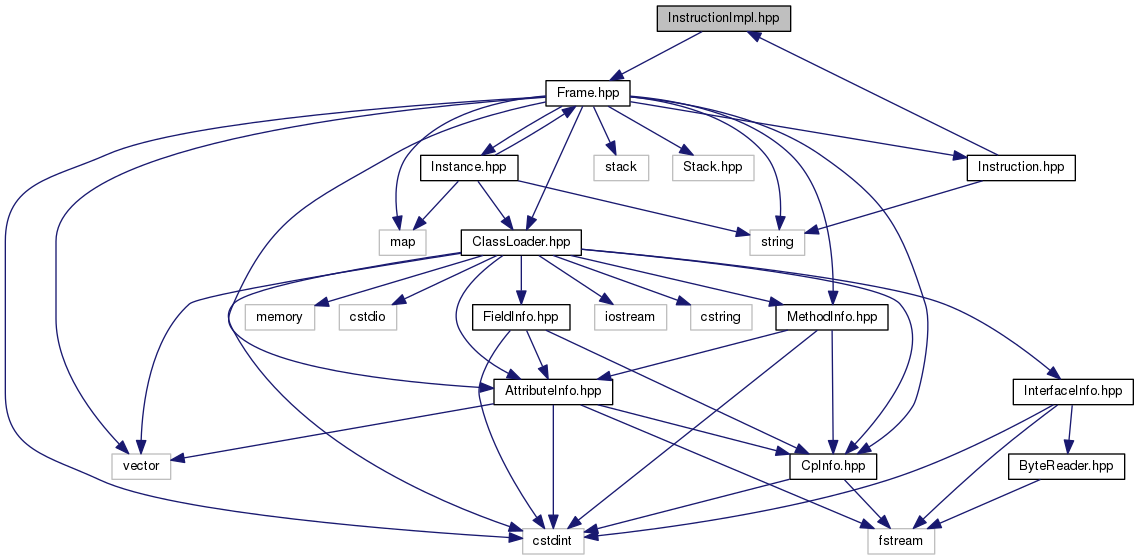 InstructionImpl.hpp
Frame.hpp
Instance.hpp
stack
Stack.hpp
Instruction.hpp
map
ClassLoader.hpp
string
memory
cstdio
FieldInfo.hpp
iostream
cstring
MethodInfo.hpp
AttributeInfo.hpp
InterfaceInfo.hpp
vector
CpInfo.hpp
ByteReader.hpp
cstdint
fstream